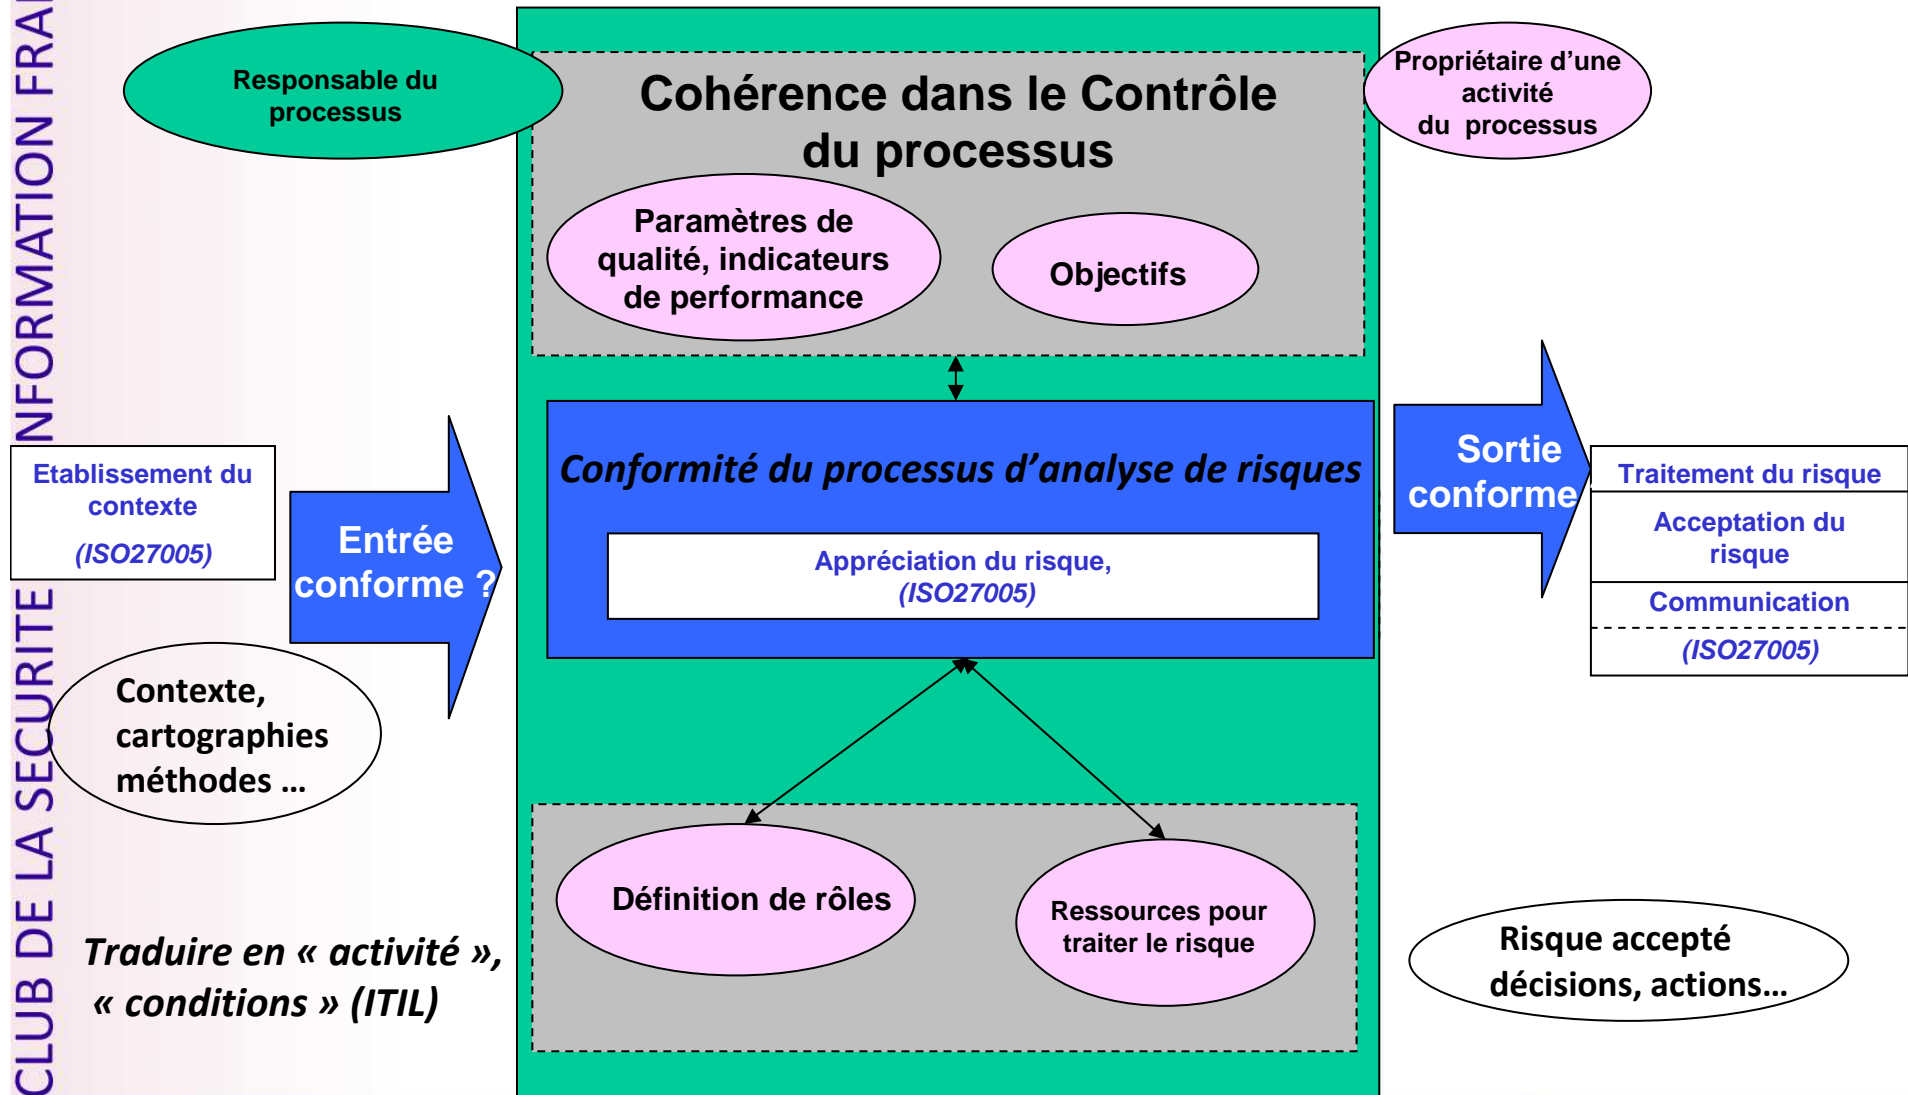 CLUB DE LA SECURITE
NFORMATION FRA
Responsable du
processus
Cohérence dans le Contrôle
du processus
Propriétaire d’une
activité
du processus
Paramètres de
qualité, indicateurs
de performance
Objectifs
Etablissement du
contexte
(ISO27005)
Entrée
conforme ?
Conformité du processus d’analyse de risques
Appréciation du risque,
(ISO27005)
Sortie
conforme
Traitement du risque
Acceptation du
risque
Communication
(ISO27005)
Contexte,
cartographies
méthodes ...
Définition de rôles
Ressources pour
traiter le risque
Traduire en « activité »,
« conditions » (ITIL)
Risque accepté
décisions, actions...